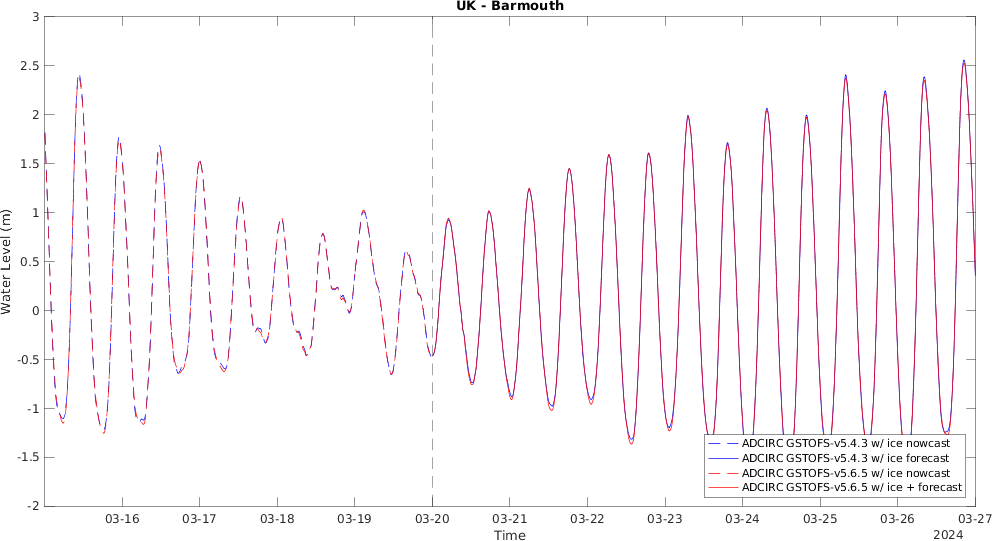 UK - Barmouth
3
2.5
2
1.5
1
0.5
0
-0.5
-1
-1.5
-2
Water Level (m)
ADCIRC GSTOFS-v5.4.3 w/ ice nowcast
ADCIRC GSTOFS-v5.4.3 w/ ice forecast
ADCIRC GSTOFS-v5.6.5 w/ ice nowcast
ADCIRC GSTOFS-v5.6.5 w/ ice + forecast
03-16 03-17 03-18 03-19 03-20 03-21 03-22 03-23 03-24 03-25 03-26 03-27
Time
2024